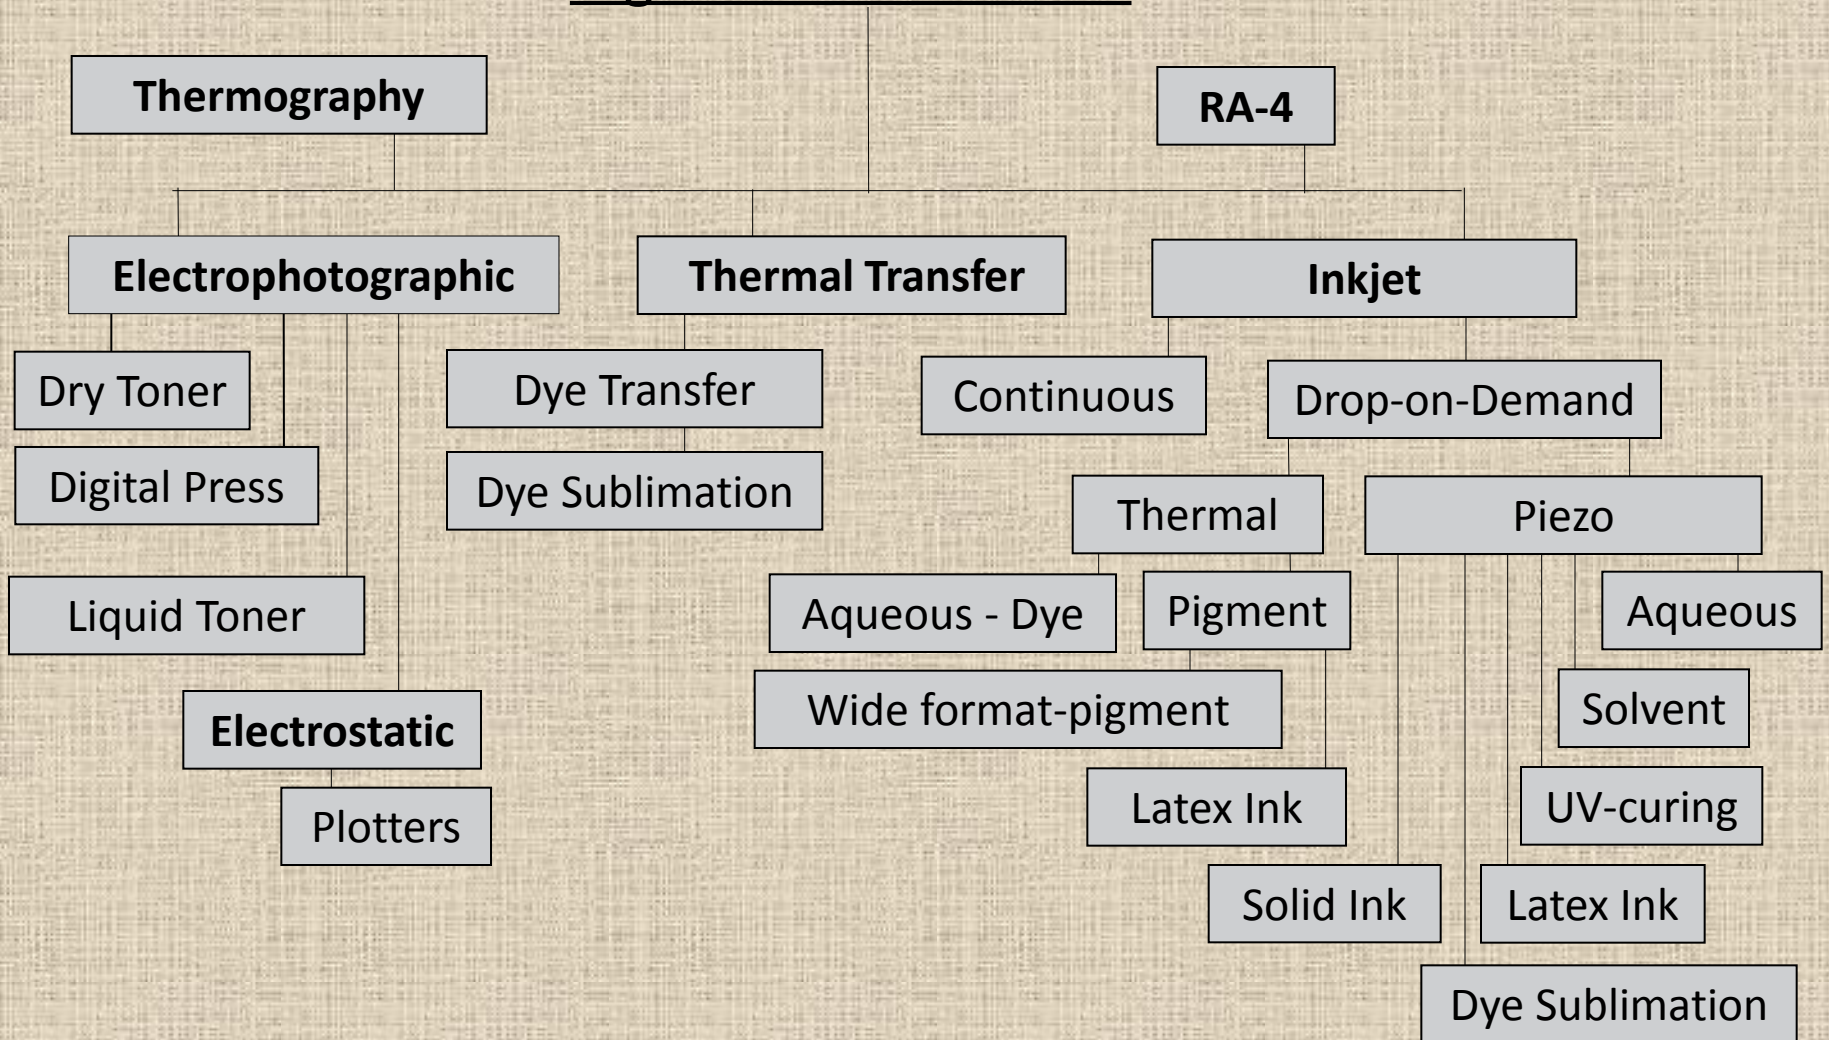 Thermography
RA-4
Electrophotographic
Thermal Transfer
Inkjet
Dry Toner
Dye Transfer
Continuous
Drop-on-Demand
Digital Press
Dye Sublimation
Thermal
Piezo
Liquid Toner
Aqueous - Dye
Pigment
Aqueous
Electrostatic
Wide format-pigment
Solvent
Plotters
Latex Ink
UV-curing
Solid Ink
Latex Ink
Dye Sublimation